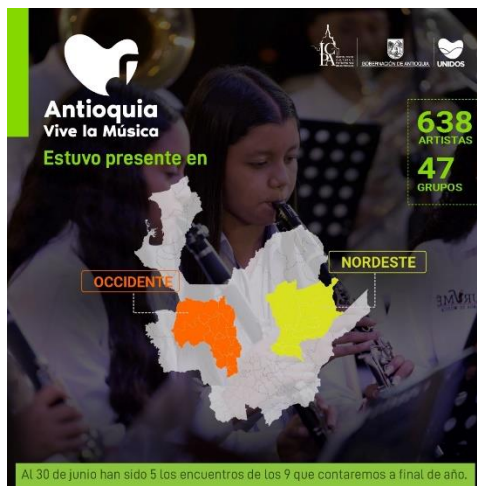 Antioquia
Vive la Música
Estuvo presente en
ICPA
GOBERNACIÓN DE ANTIOQUIA
UNIDOS
638
ARTISTAS
47
GRUPOS
NORDESTE
OCCIDENTE
Al 30 de junio han sido 5 los encuentros de los 9 que contaremos a final de año.